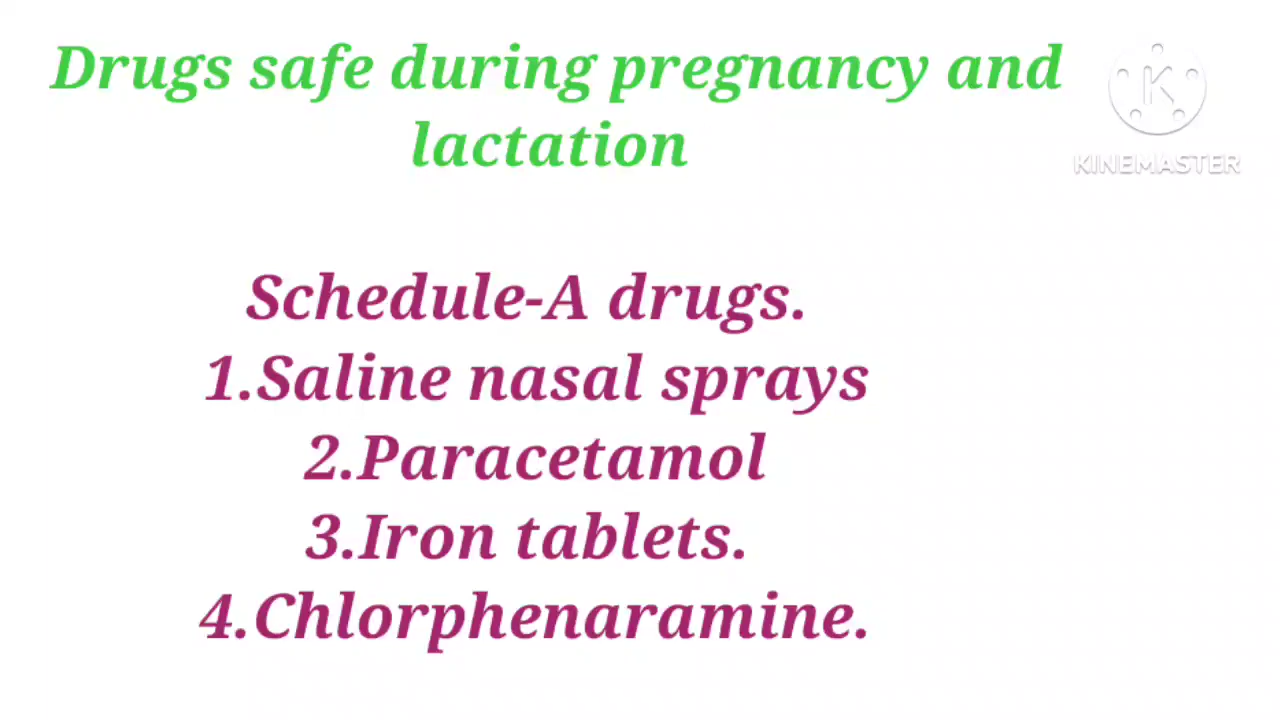 Drugs safe during pregnancy and
lactation
KINEMASTER
Schedule-A drugs.
1.Saline nasal sprays
2.Paracetamol
3.Iron tablets.
4.Chlorphenaramine.